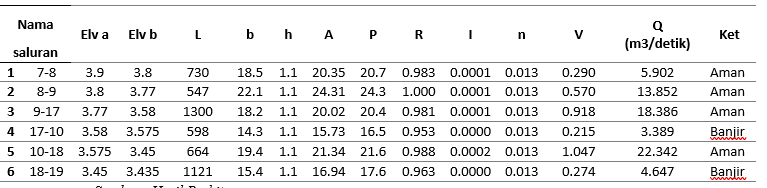 Nama saluran Elv a Elv b L b h A P R I n V Q (m3/detik) Ket
1 7-8 3.9 3.8 730 18.5 1.1 20.35 20.7 0.983 0.0001 0.013 0.290 5.902 Aman
2 8-9 3.8 3.77 547 22.1 1.1 24.31 24.3 1.000 0.0001 0.013 0.570 13.852 Aman
3 9-17 3.77 3.58 1300 18.2 1.1 20.02 20.4 0.981 0.0001 0.013 0.918 18.386 Aman
4 17-10 3.58 3.575 598 14.3 1.1 15.73 16.5 0.953 0.0000 0.013 0.215 3.389 Banjir
5 10-18 3.575 3.45 664 19.4 1.1 21.34 21.6 0.988 0.0002 0.013 1.047 22.342 Aman
6 18-19 3.45 3.435 1121 15.4 1.1 16.94 17.6 0.963 0.0000 0.013 0.274 4.647 Banjir